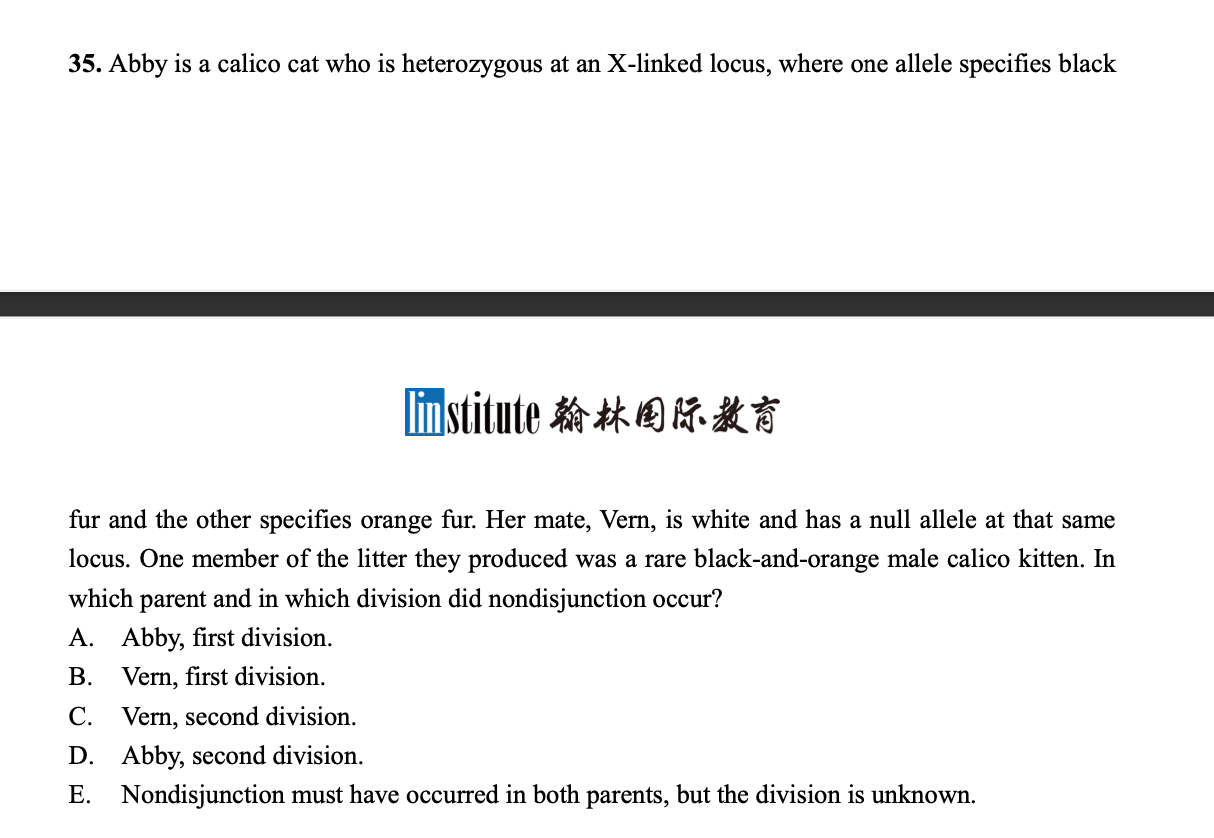 35. Abby is a calico cat who is heterozygous at an X-linked locus, where one allele specifies black
linstitute 翰林国际教育
fur and the other specifies orange fur. Her mate, Vern, is white and has a null allele at that same
locus. One member of the litter they produced was a rare black-and-orange male calico kitten. In
which parent and in which division did nondisjunction occur?
A. Abby, first division.
B. Vern, first division.
C. Vern, second division.
D. Abby, second division.
E. Nondisjunction must have occurred in both parents, but the division is unknown.